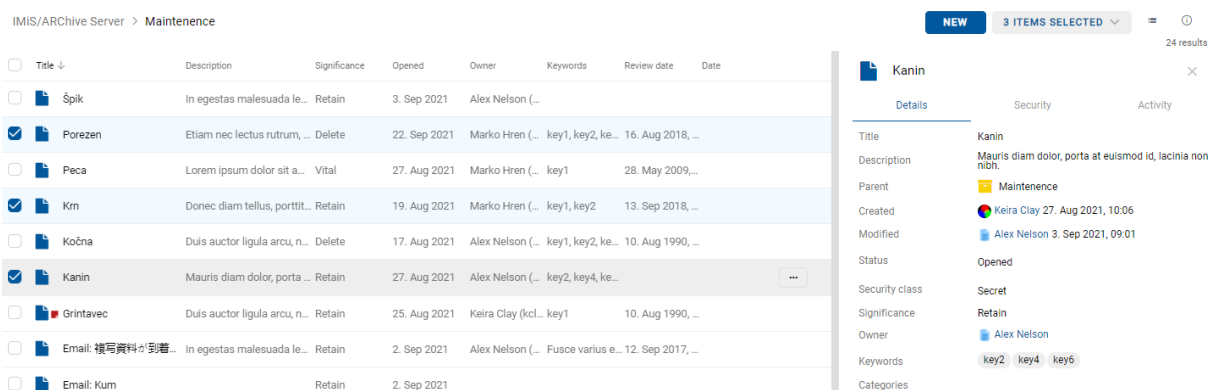 IMiS/ARChive Server > Maintenence
NEW 3 ITEMS SELECTED
24 results
Title Description Significance Opened Owner Keywords Review date Date
Špik In egestas malesuada le... Retain 3. Sep 2021 Alex Nelson (...
Porezen Etiam nec lectus rutrum, ... Delete 22. Sep 2021 Marko Hren (... key1, key2, ke... 16. Aug 2018, ...
Peca Lorem ipsum dolor sit a... Vital 27. Aug 2021 Marko Hren (... key1 28. May 2009,...
Krn Donec diam tellus, porttit... Retain 19. Aug 2021 Marko Hren (... key1, key2 13. Sep 2018, ...
Kočna Duis auctor ligula arcu, n... Delete 17. Aug 2021 Alex Nelson (... key1, key2, ke... 10. Aug 1990, ...
Kanin Mauris diam dolor, porta ... Retain 27. Aug 2021 Alex Nelson (... key2, key4, ke...
Grintavec Duis auctor ligula arcu, n... Retain 25. Aug 2021 Keira Clay (kcl... key1 10. Aug 1990, ...
Email: 複写資料が到着... In egestas malesuada le... Retain 2. Sep 2021 Alex Nelson (... Fusce varius e... 12. Sep 2017, ...
Email: Kum Retain 2. Sep 2021
Kanin
Details Security Activity
Title Kanin
Description Mauris diam dolor, porta at euismod id, lacinia non
nibh.
Parent Maintenence
Created Keira Clay 27. Aug 2021, 10:06
Modified Alex Nelson 3. Sep 2021, 09:01
Status Opened
Security class Secret
Significance Retain
Owner Alex Nelson
Keywords key2 key4 key6
Categories